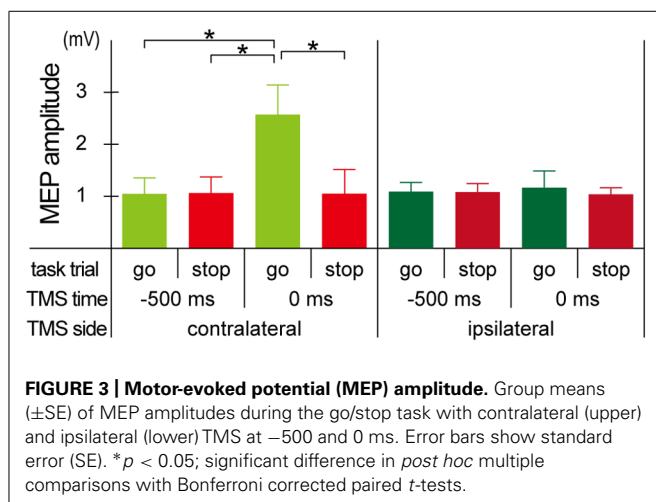 (mV)
* * *
3
2
1
MEP amplitude
task trial go stop go stop go stop go stop
TMS time -500 ms 0 ms -500 ms 0 ms
TMS side contralateral ipsilateral
FIGURE 3 | Motor-evoked potential (MEP) amplitude. Group means
(±SE) of MEP amplitudes during the go/stop task with contralateral (upper)
and ipsilateral (lower) TMS at −500 and 0 ms. Error bars show standard
error (SE). *p < 0.05; significant difference in post hoc multiple
comparisons with Bonferroni corrected paired t-tests.